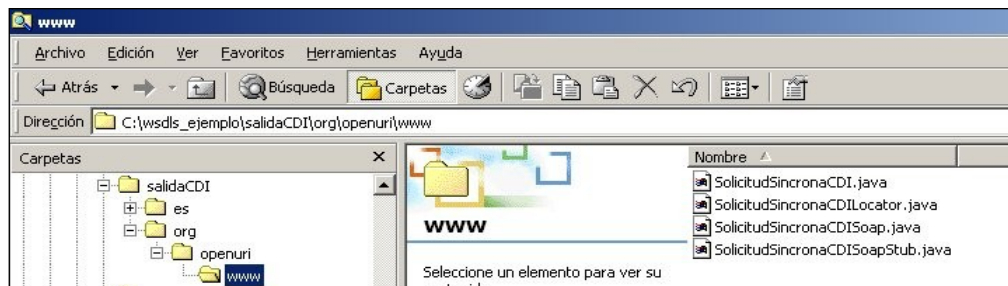 www
Archivo Edición Ver Favoritos Herramientas Ayuda
Atrás Búsqueda Carpetas
Dirección C:\wsdls_ejemplo\salidaCDI\org\openuri\www
Carpetas
salidaCDI
es
org
openuri
www
www
Seleccione un elemento para ver su
Nombre
SolicitudSincronaCDI.java
SolicitudSincronaCDILocator.java
SolicitudSincronaCDISoap.java
SolicitudSincronaCDISoapStub.java